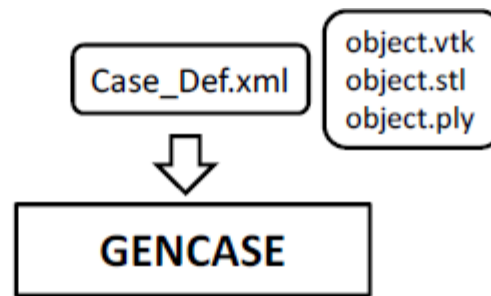 Case_Def.xml
object.vtk
object.stl
object.ply
GENCASE